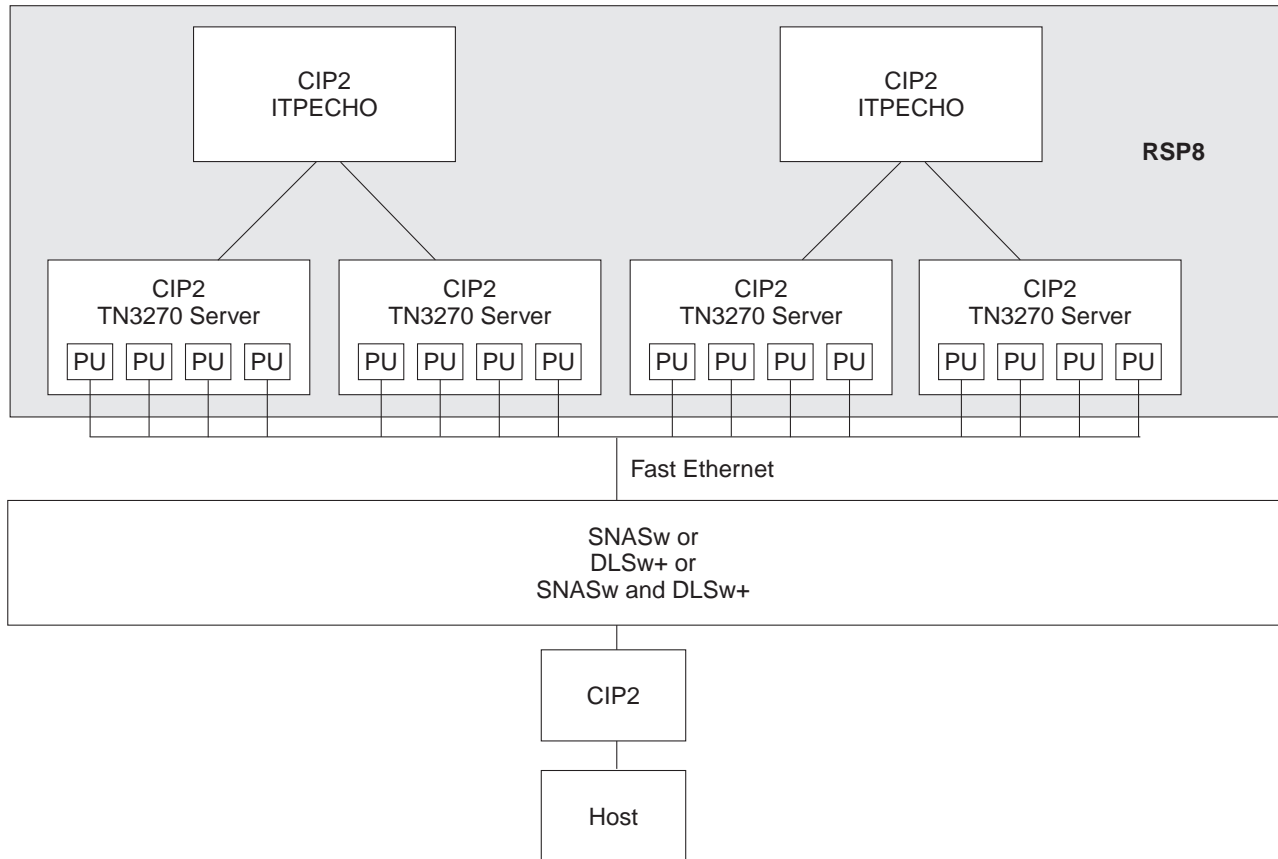 CIP2
ITPECHO
CIP2
ITPECHO
RSP8
CIP2
TN3270 Server
PU PU PU PU
CIP2
TN3270 Server
PU PU PU PU
CIP2
TN3270 Server
PU PU PU PU
CIP2
TN3270 Server
PU PU PU PU
Fast Ethernet
SNASw or
DLSw+ or
SNASw and DLSw+
CIP2
Host